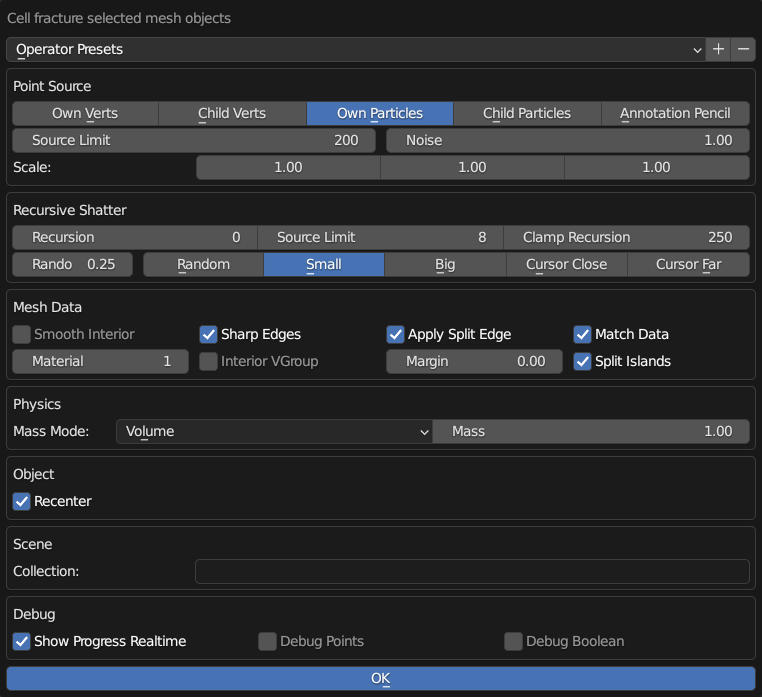 Cell fracture selected mesh objects
Operator Presets
Point Source
Own Verts Child Verts Own Particles Child Particles Annotation Pencil
Source Limit 200 Noise 1.00
Scale: 1.00 1.00 1.00
Recursive Shatter
Recursion 0 Source Limit 8 Clamp Recursion 250
Rando 0.25 Random Small Big Cursor Close Cursor Far
Mesh Data
Smooth Interior Sharp Edges Apply Split Edge Match Data
Material 1 Interior VGroup Margin 0.00 Split Islands
Physics
Mass Mode: Volume Mass 1.00
Object
Recenter
Scene
Collection:
Debug
Show Progress Realtime Debug Points Debug Boolean
OK